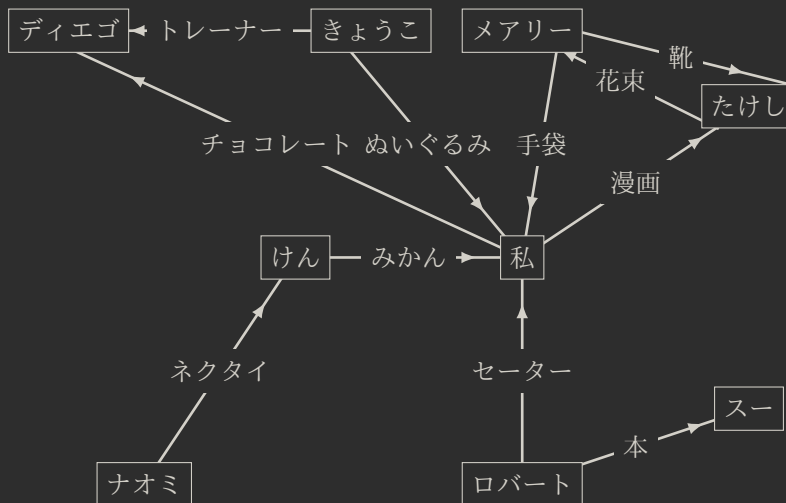 ディエゴ
トレーナー
きょうこ
メアリー
靴
花束
たけし
チョコレート
ぬいぐるみ
手袋
漫画
けん
みかん
私
ネクタイ
セーター
スー
本
ナオミ
ロバート